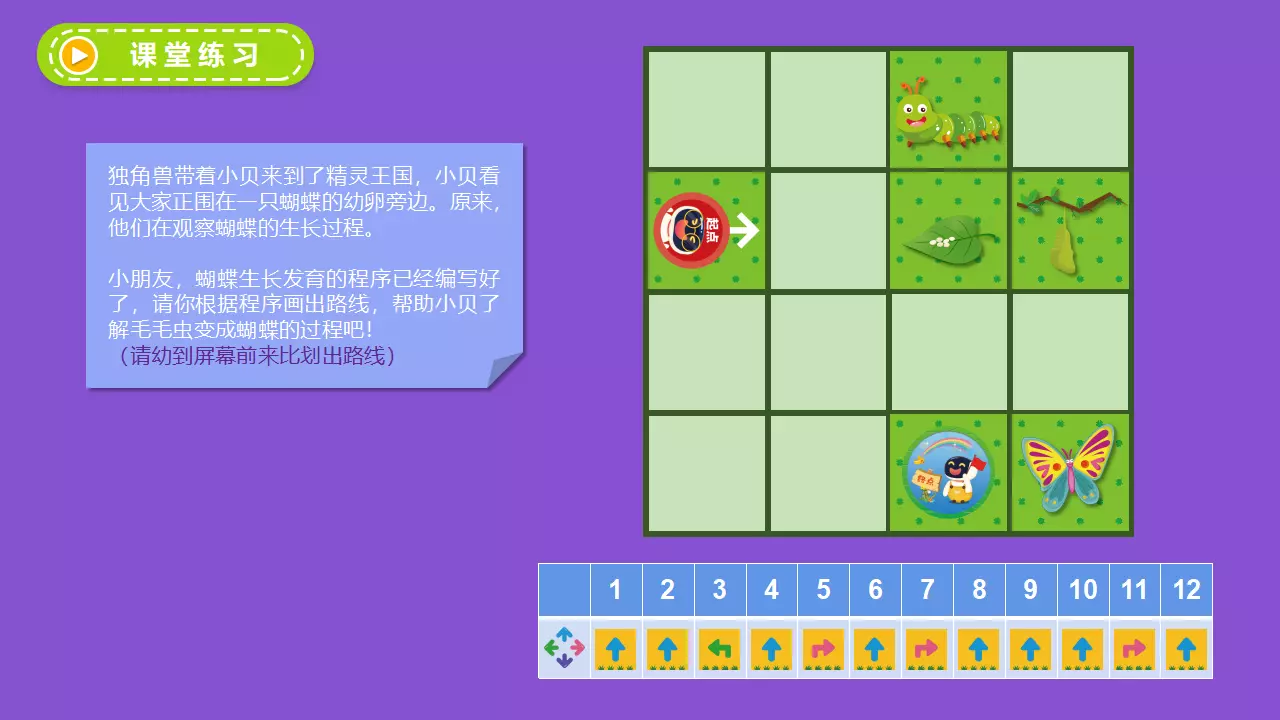 课堂练习
独角兽带着小贝来到了精灵王国，小贝看
见大家正围在一只蝴蝶的幼卵旁边。原来，
他们在观察蝴蝶的生长过程。
小朋友，蝴蝶生长发育的程序已经编写好
了，请你根据程序画出路线，帮助小贝了
解毛毛虫变成蝴蝶的过程吧！
（请幼到屏幕前来比划出路线）
起点
终点
1 2 3 4 5 6 7 8 9 10 11 12